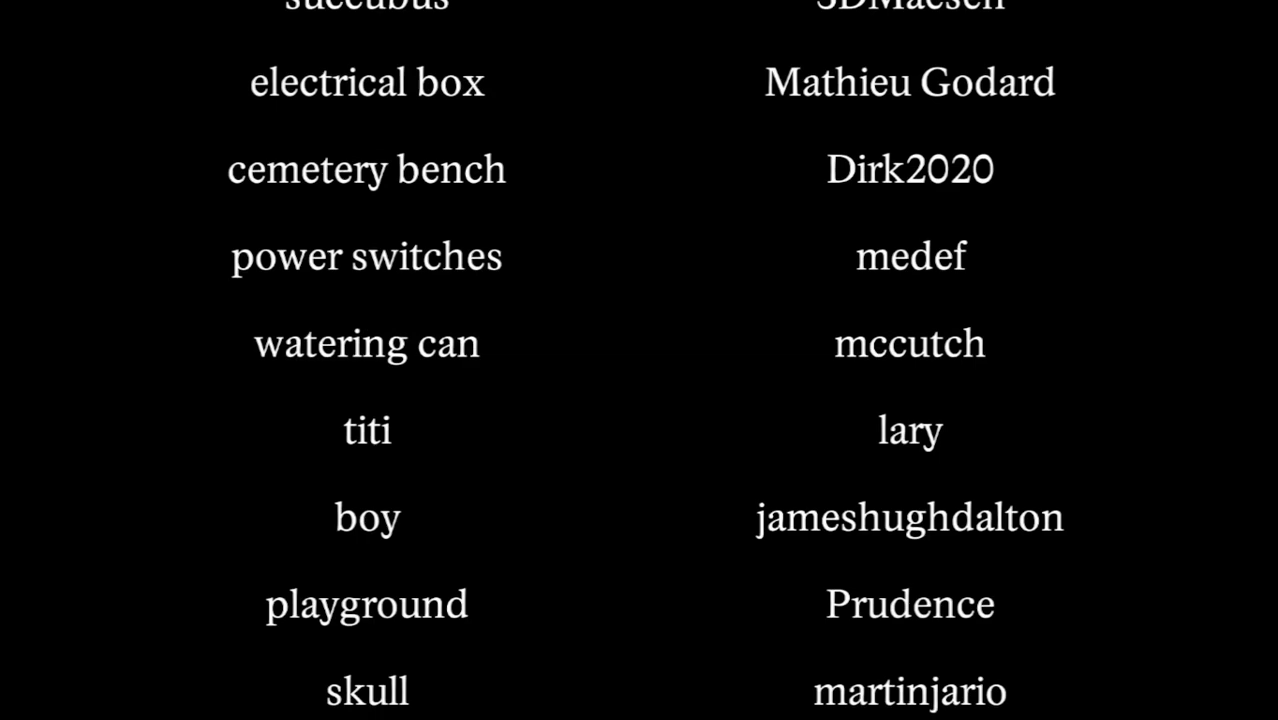 succubus 3DMaesen
electrical box Mathieu Godard
cemetery bench Dirk2020
power switches medef
watering can mccutch
titi lary
boy jameshughdalton
playground Prudence
skull martinjario